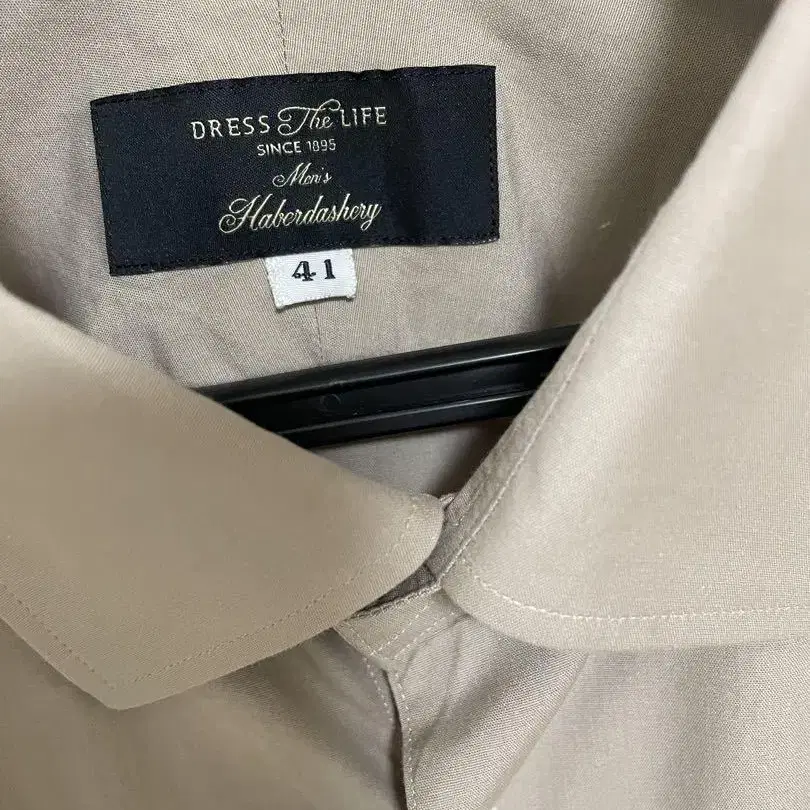 DRESS The LIFE
SINCE 1895
Men's
Haberdashery
41